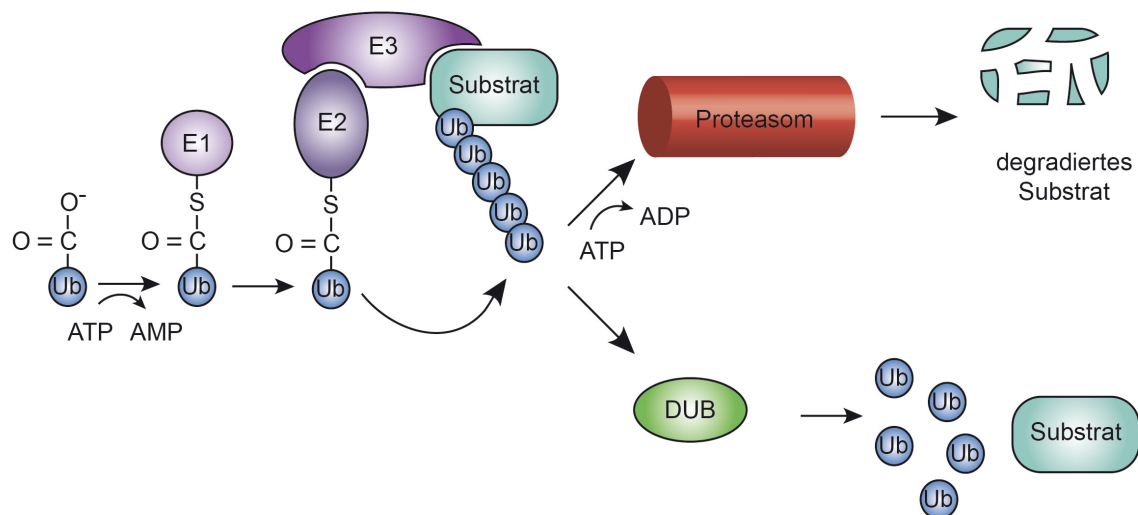 E3
Substrat
E2
E1
Ub
Ub
Ub
Ub
Ub
S
S
O⁻
O = C
O = C
O = C
Ub
Ub
Ub
ATP AMP
Proteasom
ATP
ADP
degradiertes
Substrat
DUB
Ub
Ub
Ub
Ub
Ub
Substrat